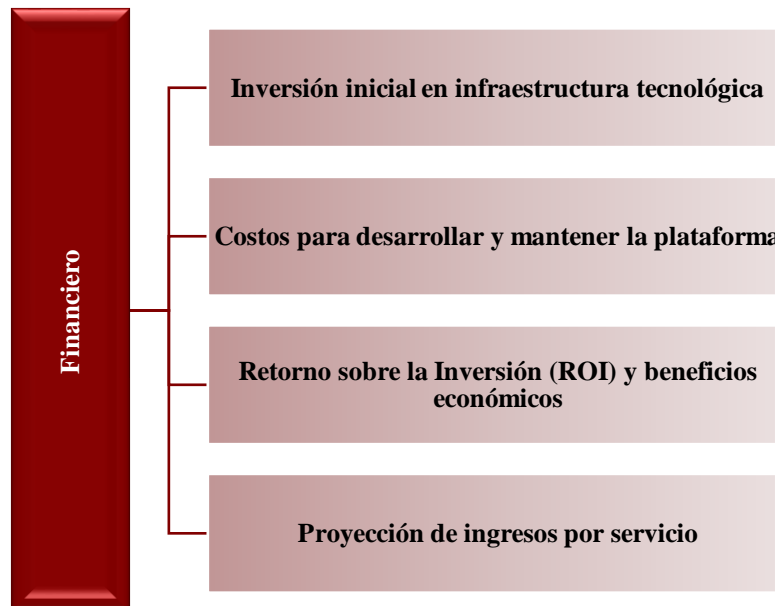 Financiero
Inversión inicial en infraestructura tecnológica
Costos para desarrollar y mantener la plataforma
Retorno sobre la Inversión (ROI) y beneficios
económicos
Proyección de ingresos por servicio